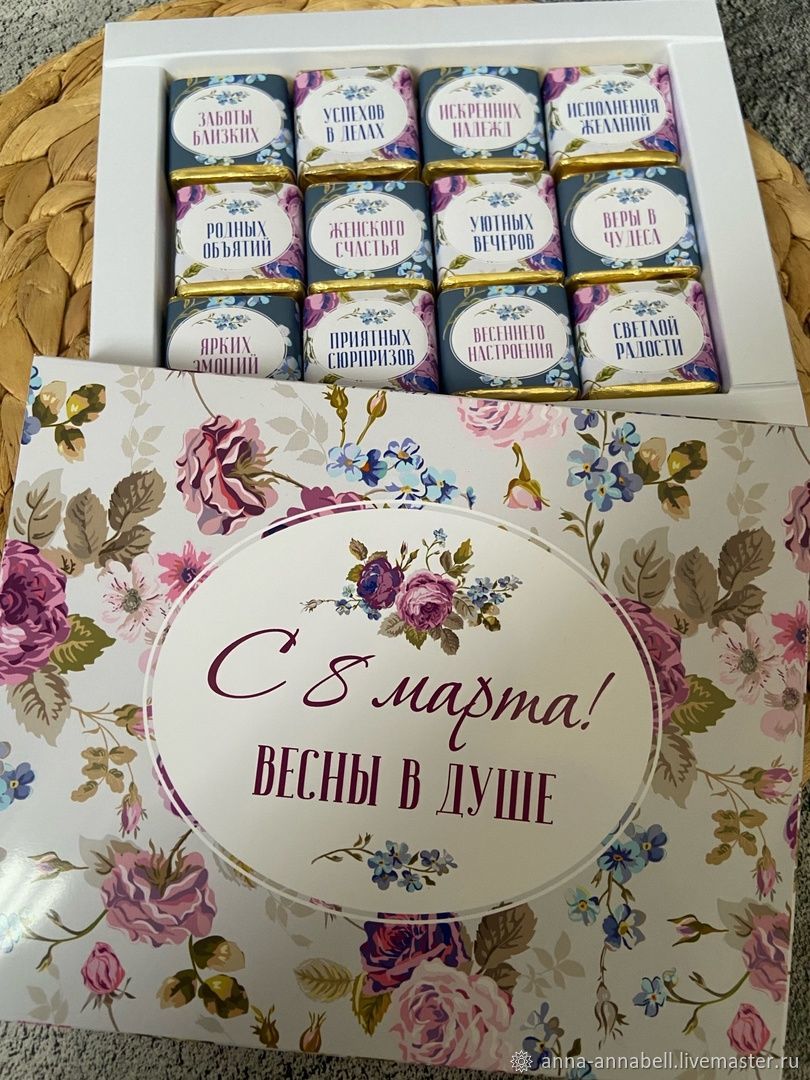 ЗАБОТЫ
БЛИЗКИХ
УСПЕХОВ
В ДЕЛАХ
ИСКРЕННИХ
НАДЕЖД
ИСПОЛНЕНИЯ
ЖЕЛАНИЙ
РОДНЫХ
ОБЪЯТИЙ
ЖЕНСКОГО
СЧАСТЬЯ
УЮТНЫХ
ВЕЧЕРОВ
ВЕРЫ В
ЧУДЕСА
ЯРКИХ
ЭМОЦИЙ
ПРИЯТНЫХ
СЮРПРИЗОВ
ВЕСЕННЕГО
НАСТРОЕНИЯ
СВЕТЛОЙ
РАДОСТИ
С 8 марта!
ВЕСНЫ В ДУШЕ
anna-annabell.livemaster.ru